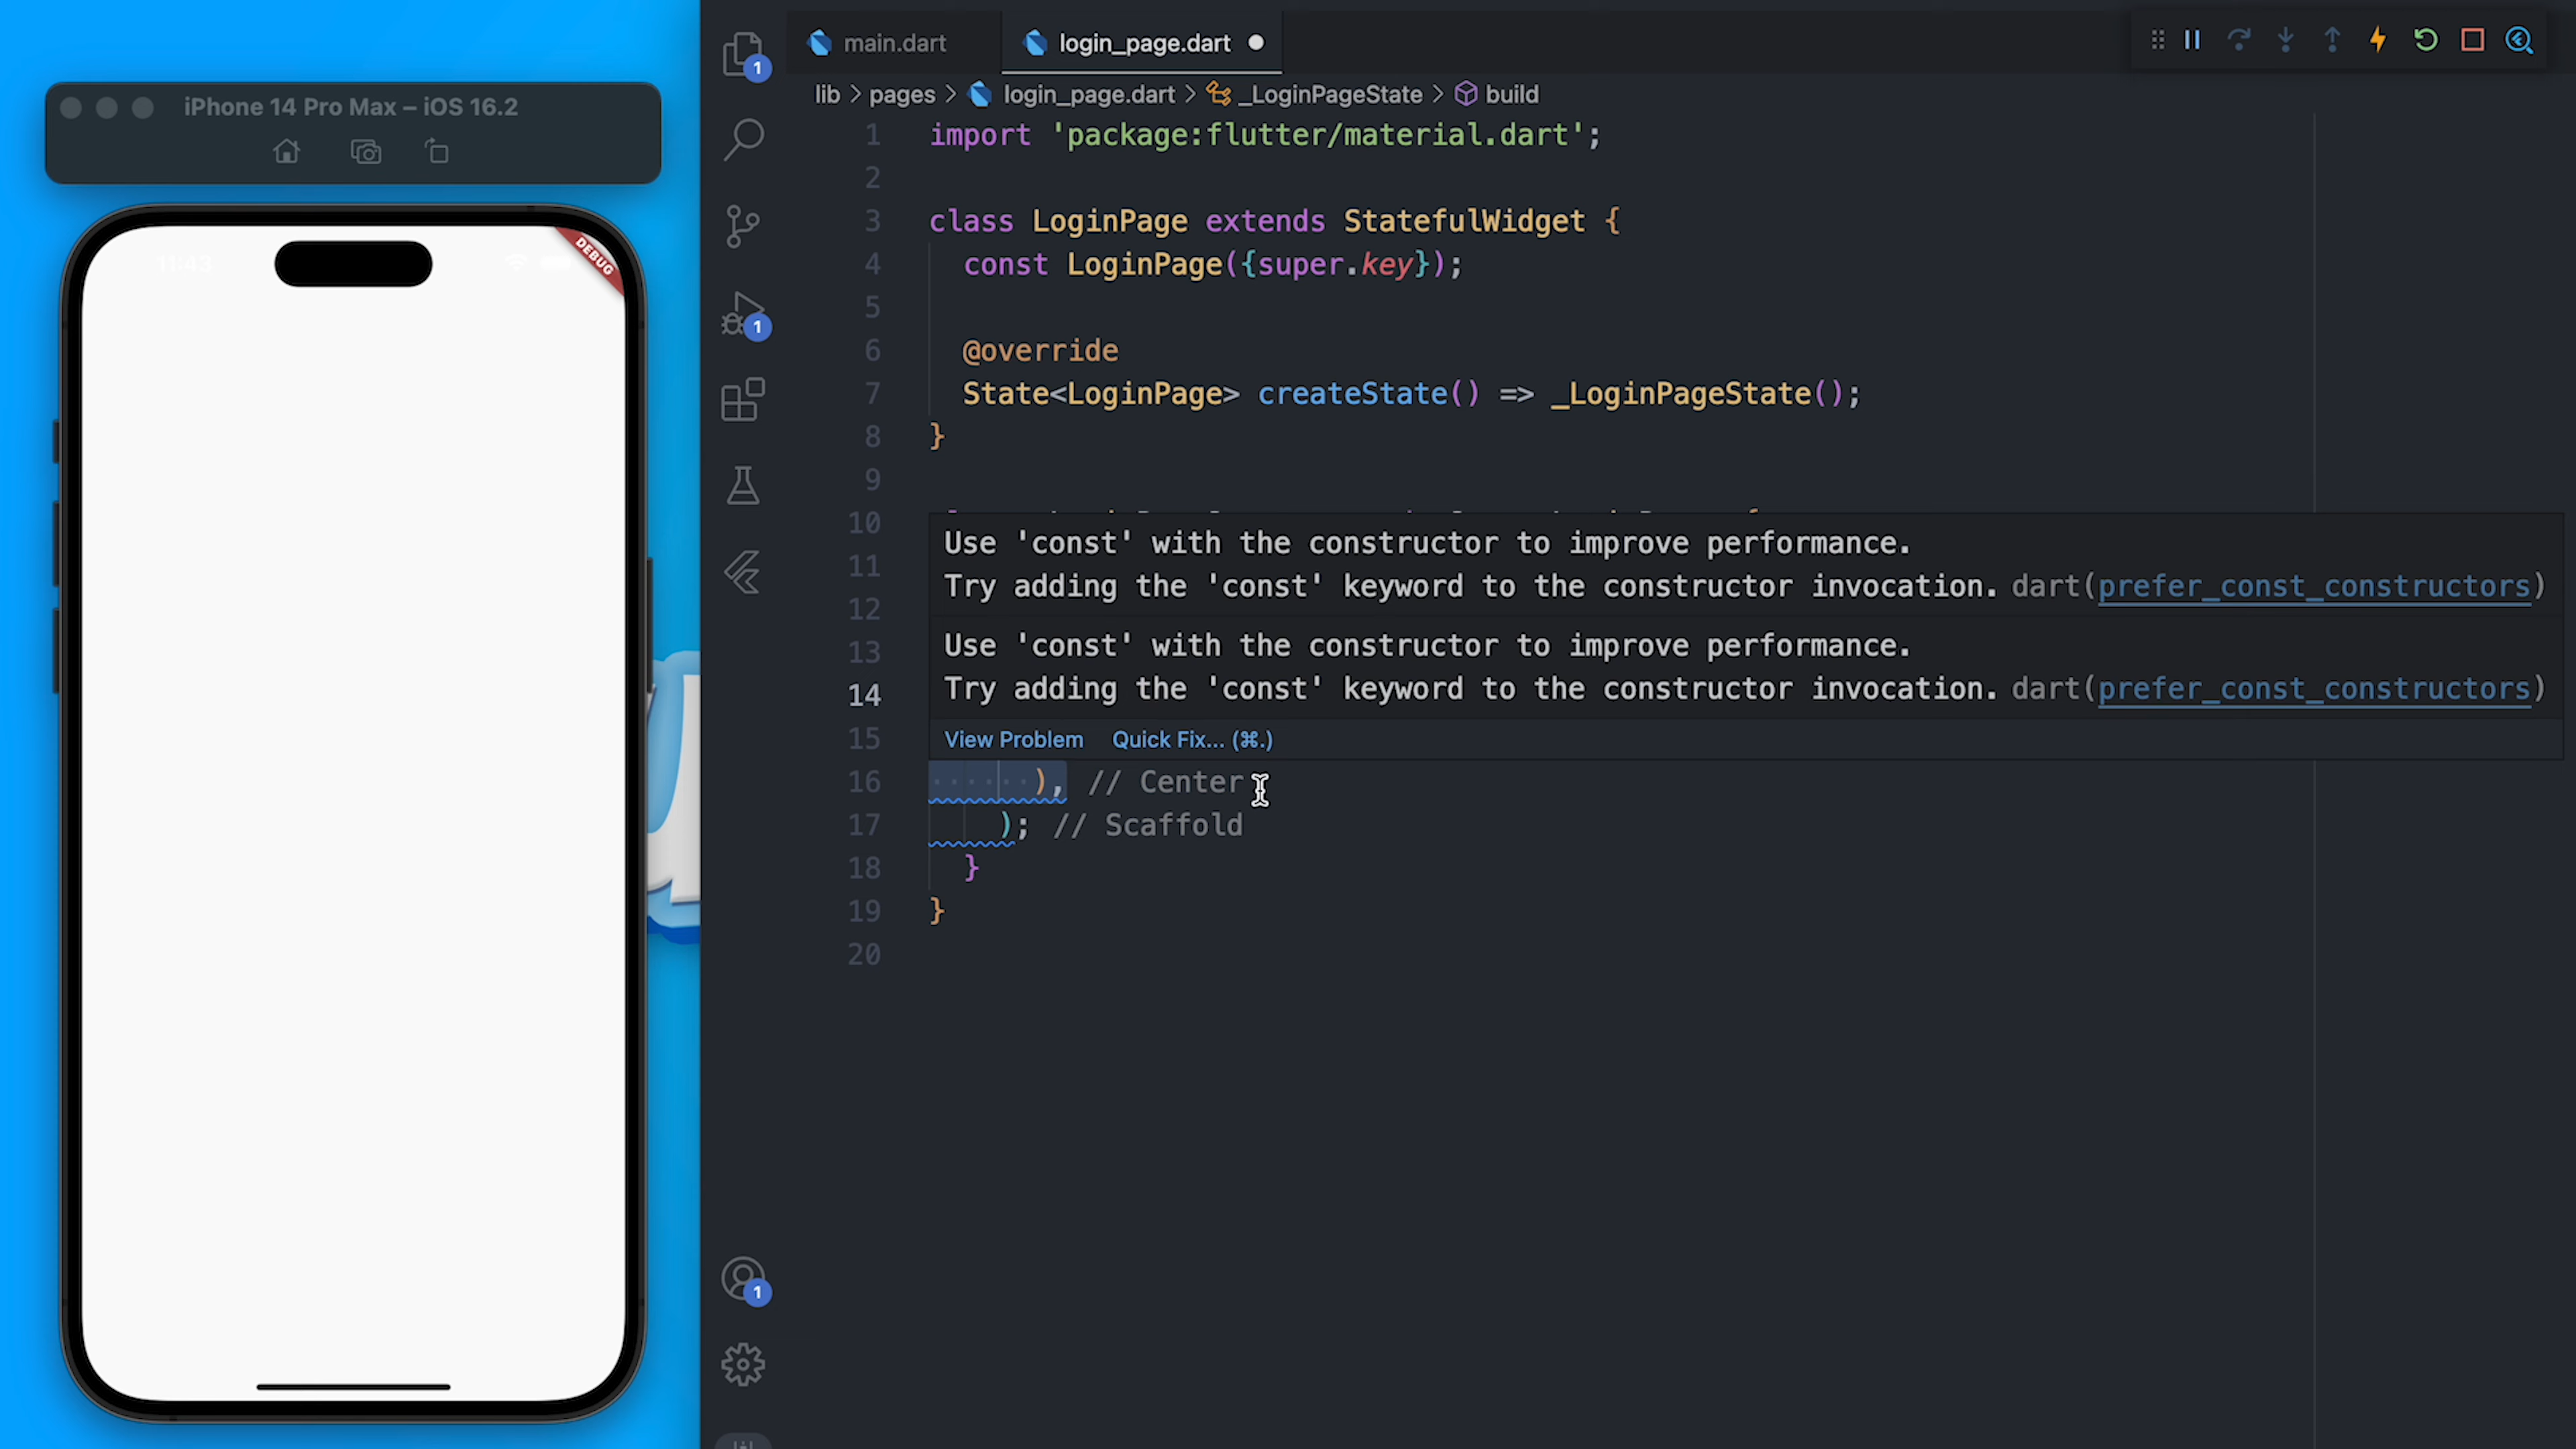 iPhone 14 Pro Max – iOS 16.2
11:43
DEBUG
main.dart
login_page.dart
lib > pages > login_page.dart > _LoginPageState > build
1 import 'package:flutter/material.dart';
2
3 class LoginPage extends StatefulWidget {
4 const LoginPage({super.key});
5
6 @override
7 State<LoginPage> createState() => _LoginPageState();
8 }
9
10
11
12
13
14
15
Use 'const' with the constructor to improve performance.
Try adding the 'const' keyword to the constructor invocation. dart(prefer_const_constructors)
Use 'const' with the constructor to improve performance.
Try adding the 'const' keyword to the constructor invocation. dart(prefer_const_constructors)
View Problem Quick Fix... (⌘.)
16 ), // Center
17 ); // Scaffold
18 }
19 }
20
1
1
1